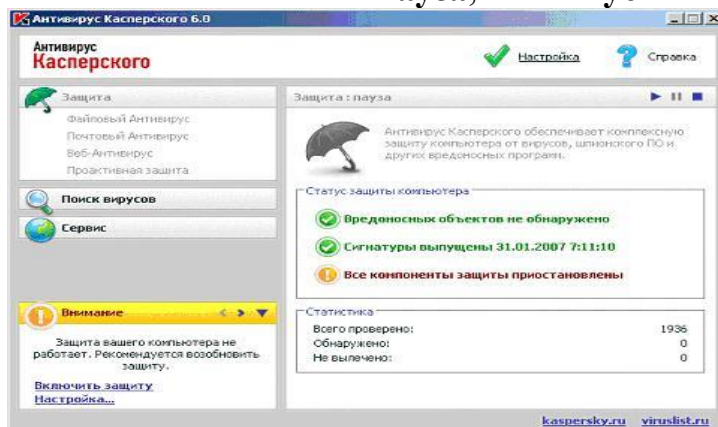 Антивирус Касперского 6.0
Антивирус
Касперского
Настройка
Справка
Защита
Файловый Антивирус
Почтовый Антивирус
Веб-Антивирус
Проактивная защита
Поиск вирусов
Сервис
Внимание
Защита вашего компьютера не
работает. Рекомендуется возобновить
защиту.
Включить защиту
Настройка...
Защита : пауза
Антивирус Касперского обеспечивает комплексную
защиту компьютера от вирусов, шпионского ПО и
других вредоносных программ.
Статус защиты компьютера
Вредоносных объектов не обнаружено
Сигнатуры выпущены 31.01.2007 7:11:10
Все компоненты защиты приостановлены
Статистика
Всего проверено: 1936
Обнаружено: 0
Не вылечено: 0
kaspersky.ru viruslist.ru